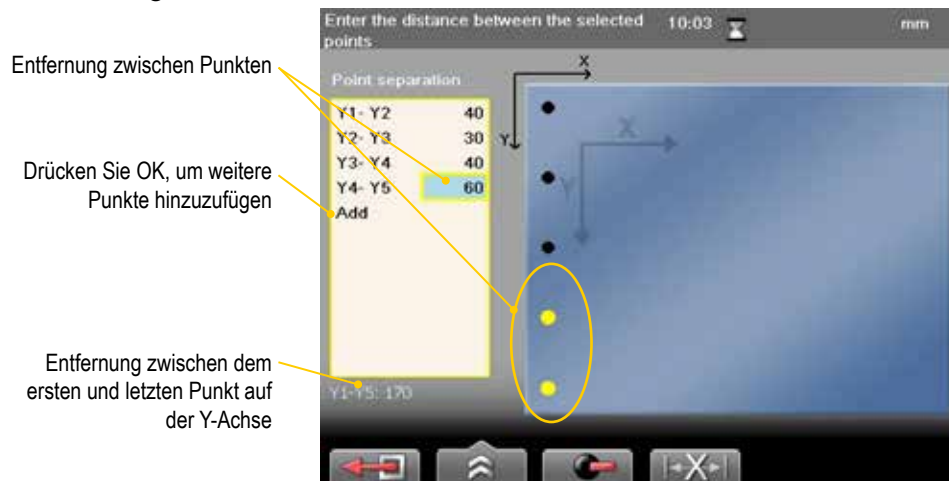 Enter the distance between the selected
points
10:03
mm
Entfernung zwischen Punkten
Drücken Sie OK, um weitere
Punkte hinzuzufügen
Entfernung zwischen dem
ersten und letzten Punkt auf
der Y-Achse
Point separation
Y1- Y2 40
Y2- Y3 30
Y3- Y4 40
Y4- Y5 60
Add
Y1-Y5: 170
X
Y
X
Y
X